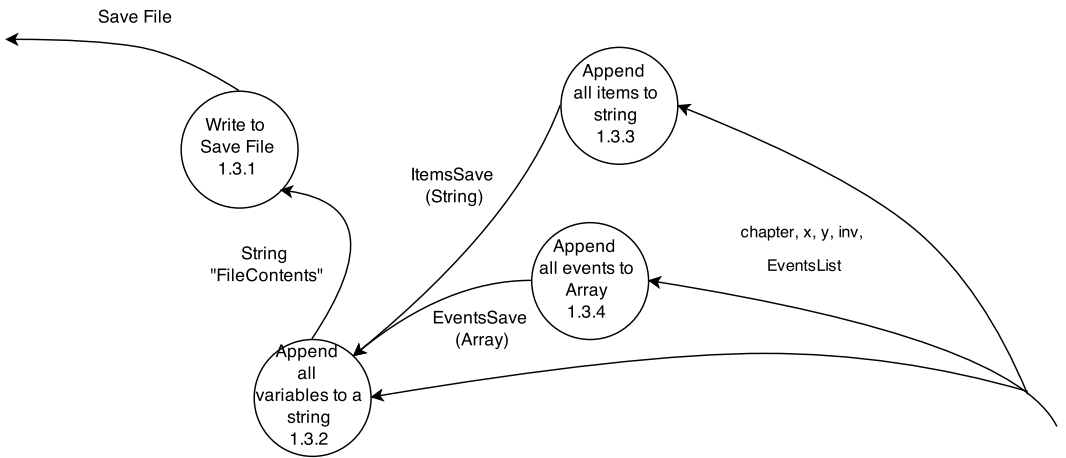 Save File
Write to
Save File
1.3.1
Append
all items to
string
1.3.3
ItemsSave
(String)
chapter, x, y, inv,
EventsList
String
"FileContents"
Append
all events to
Array
1.3.4
EventsSave
(Array)
Append
all
variables to a
string
1.3.2